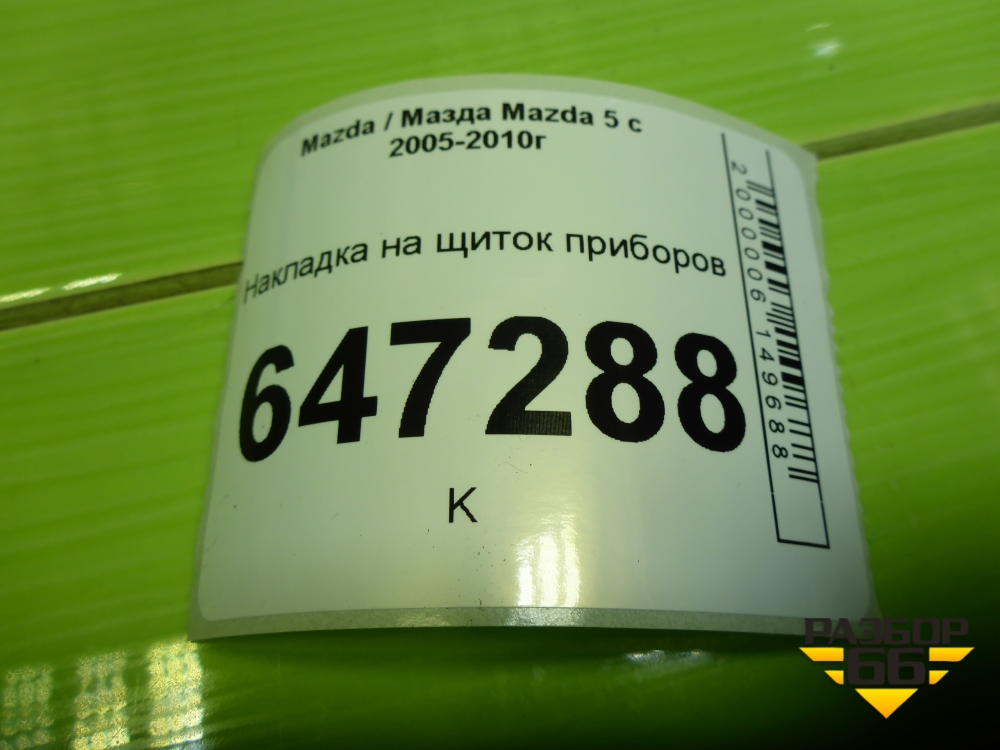 Mazda / Мазда Mazda 5 с
2005-2010г
Накладка на щиток приборов
647288
К
2000006149688
РАЗБОР
66